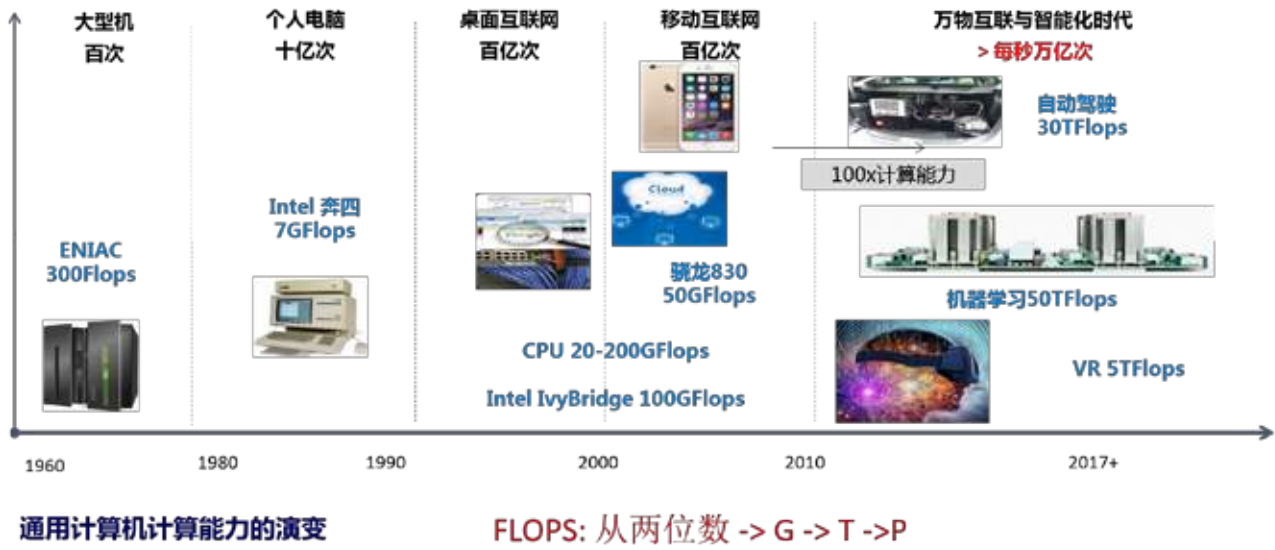 大型机
百次
个人电脑
十亿次
桌面互联网
百亿次
移动互联网
百亿次
万物互联与智能化时代
>每秒万亿次
自动驾驶
30TFlops
100x计算能力
Cloud
Intel 奔四
7GFlops
ENIAC
300Flops
骁龙830
50GFlops
机器学习50TFlops
CPU 20-200GFlops
VR 5TFlops
Intel IvyBridge 100GFlops
1960
1980
1990
2000
2010
2017+
通用计算机计算能力的演变
FLOPS: 从两位数 -> G -> T ->P